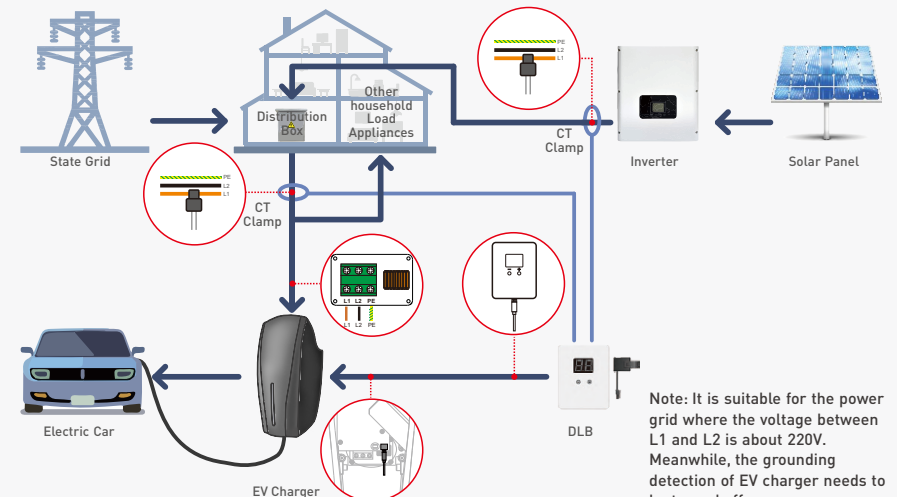 PE
L2
L1
Other
household
Load
Appliances
Distribution
Box
CT
Clamp
State Grid
Inverter
Solar Panel
PE
L2
L1
CT
Clamp
L1 L2 PE
L1 L2 PE
88
Electric Car
DLB
EV Charger
Note: It is suitable for the power
grid where the voltage between
L1 and L2 is about 220V.
Meanwhile, the grounding
detection of EV charger needs to